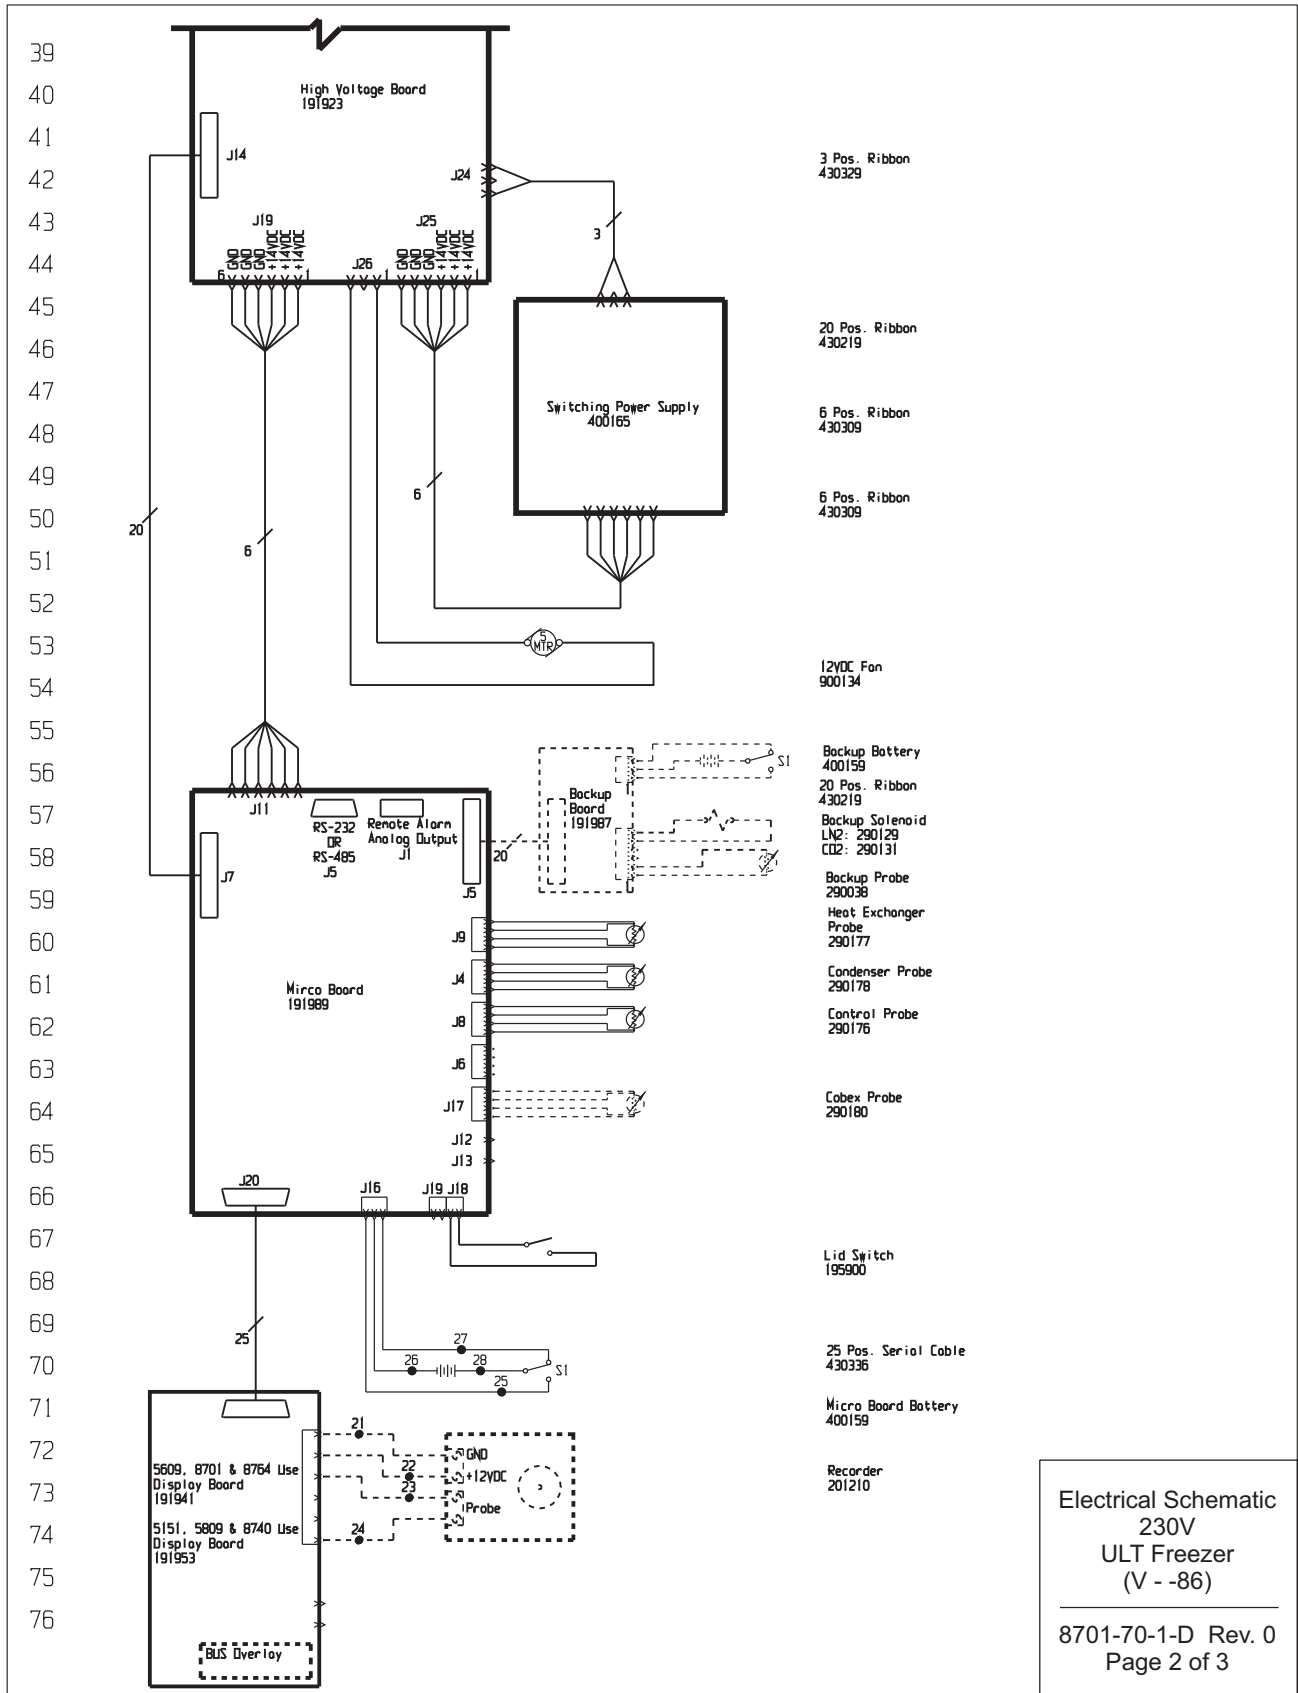 39
40
41
42
43
44
45
46
47
48
49
50
51
52
53
54
55
56
57
58
59
60
61
62
63
64
65
66
67
68
69
70
71
72
73
74
75
76
High Voltage Board
191923
J14
J24
J19
GND
GND
GND
+14VDC
+14VDC
+14VDC
6
1
J26
1
J25
GND
GND
GND
+14VDC
+14VDC
+14VDC
1
3
Switching Power Supply
400165
20
6
6
5
MTR
J11
RS-232
OR
RS-485
J5
Remote Alarm
Analog Output
J1
J5
J7
20
Backup
Board
191987
1
1
S1
Mirco Board
191989
J9
J4
J8
J6
J17
J12
J13
J20
J16
J19
J18
25
27
26
28
25
S1
5609, 8701 & 8764 Use
Display Board
191941
5151, 5809 & 8740 Use
Display Board
191953
BUS Overlay
21
22
23
24
GND
+12VDC
Probe
3 Pos. Ribbon
430329
20 Pos. Ribbon
430219
6 Pos. Ribbon
430309
6 Pos. Ribbon
430309
12VDC Fan
900134
Backup Battery
400159
20 Pos. Ribbon
430219
Backup Solenoid
LN2: 290129
CO2: 290131
Backup Probe
290038
Heat Exchanger
Probe
290177
Condenser Probe
290178
Control Probe
290176
Cobex Probe
290180
Lid Switch
195900
25 Pos. Serial Cable
430336
Micro Board Battery
400159
Recorder
201210
Electrical Schematic
230V
ULT Freezer
(V - -86)
8701-70-1-D Rev. 0
Page 2 of 3